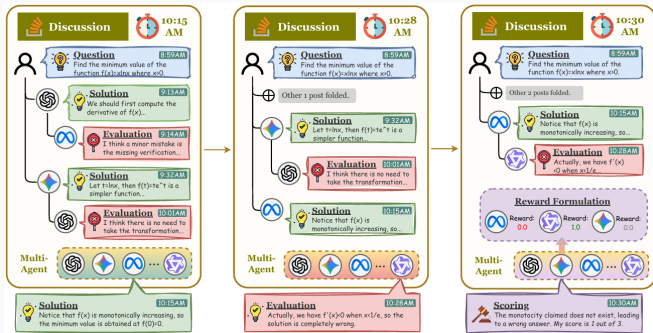 Discussion
10:15
AM
Question
8:59AM
Find the minimum value of the
function f(x)=xlnx where x>0.
Solution
9:13AM
We should first compute the
derivative of f(x)...
Evaluation
9:14AM
I think a minor mistake is
the missing verification...
Solution
9:32AM
Let t=lnx, then f(t)=te^t is a
simpler function...
Evaluation
10:01AM
I think there is no need to
take the transformation...
Multi-
Agent
...
Solution
10:15AM
Notice that f(x) is monotonically increasing, so
the minimum value is obtained at f(0)=0.
Discussion
10:28
AM
Question
8:59AM
Find the minimum value of the
function f(x)=xlnx where x>0.
Other 1 post folded.
Solution
9:32AM
Let t=lnx, then f(t)=te^t is a
simpler function...
Evaluation
10:01AM
I think there is no need to
take the transformation...
Solution
10:15AM
Notice that f(x) is
monotonically increasing, so...
Multi-
Agent
...
Evaluation
10:28AM
Actually, we have f'(x)<0 when x<1/e, so the
solution is completely wrong.
Discussion
10:30
AM
Question
8:59AM
Find the minimum value of the
function f(x)=xlnx where x>0.
Other 2 posts folded.
Solution
10:15AM
Notice that f(x) is
monotonically increasing, so...
Evaluation
10:28AM
Actually, we have f'(x)
<0 when x<1/e...
Reward Formulation
Reward:
0.0
Reward:
1.0
Reward:
0.0
Multi-
Agent
...
Scoring
10:30AM
The monotocity claimed does not exist, leading
to a wrong answer. My score is 1 out of 3.